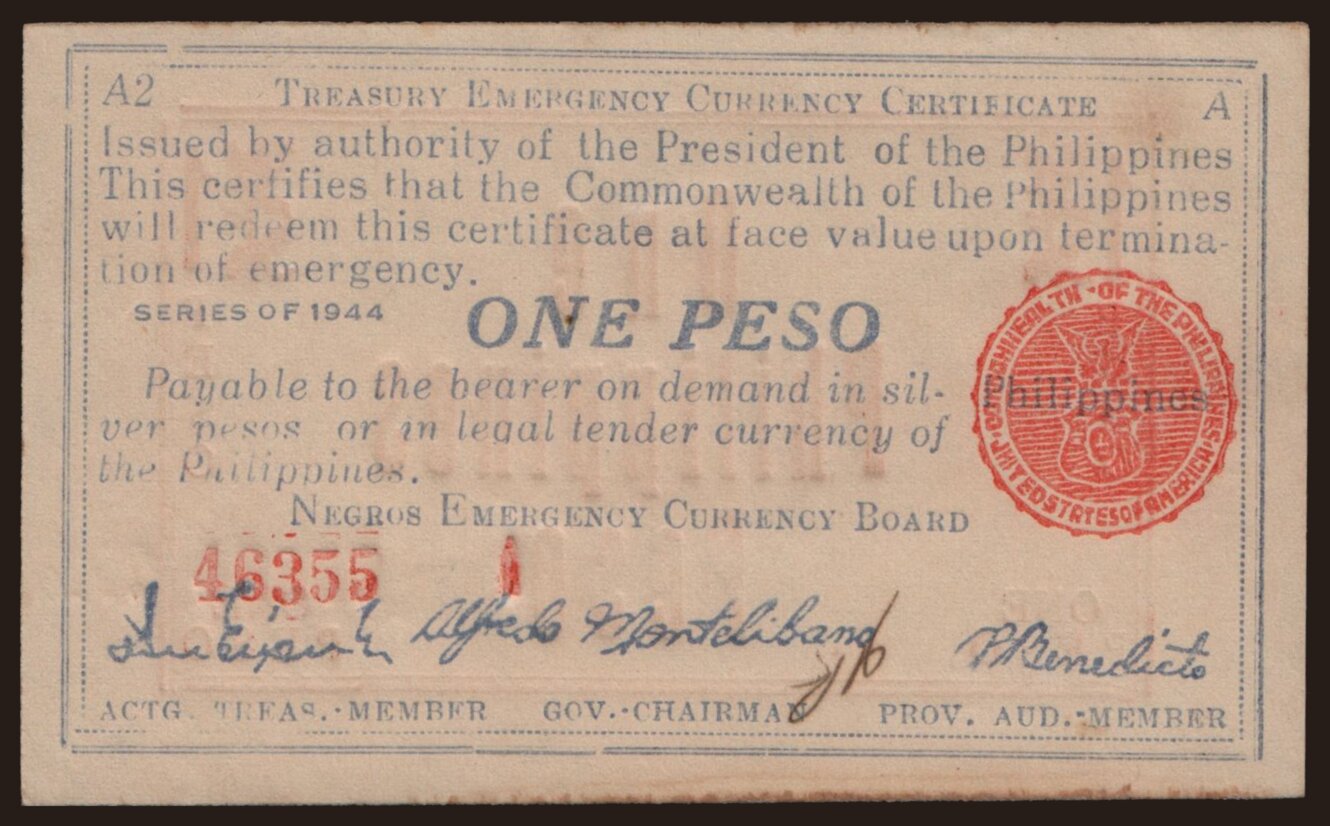 A2 TREASURY EMERGENCY CURRENCY CERTIFICATE A
Issued by authority of the President of the Philippines
This certifies that the Commonwealth of the Philippines
will redeem this certificate at face value upon termina-
tion of emergency.
SERIES OF 1944
ONE PESO
COMMONWEALTH · OF THE PHILIPPINES · UNITED STATES OF AMERICA ·
Philippines
Payable to the bearer on demand in sil-
ver pesos or in legal tender currency of
the Philippines.
NEGROS EMERGENCY CURRENCY BOARD
46355
Alfredo Montelibano
P Benedicto
ACTG. TREAS.-MEMBER GOV.-CHAIRMAN PROV. AUD.-MEMBER